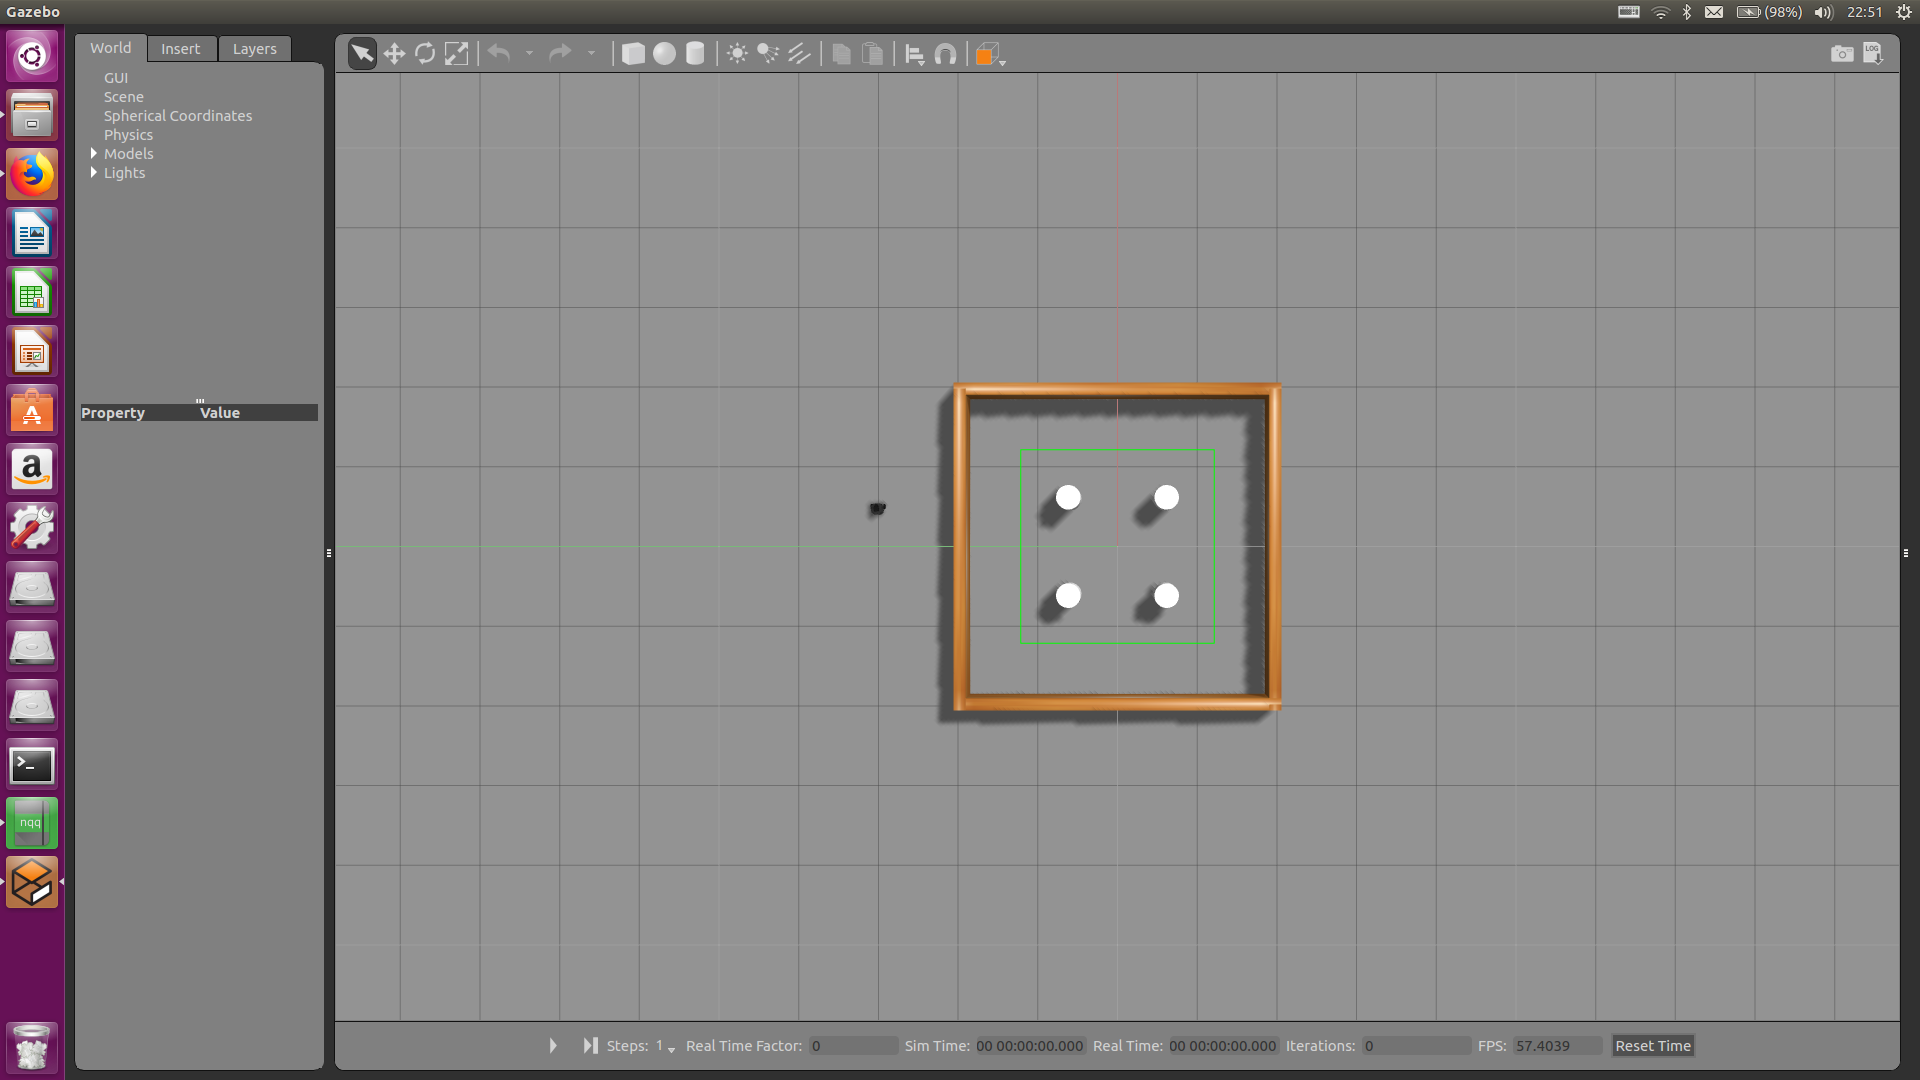 Gazebo
(98%) 22:51
World Insert Layers
LOG
GUI
Scene
Spherical Coordinates
Physics
Models
Lights
Property Value
A
a
>_
nqq
Steps: 1 Real Time Factor: 0 Sim Time: 00 00:00:00.000 Real Time: 00 00:00:00.000 Iterations: 0 FPS: 57.4039 Reset Time